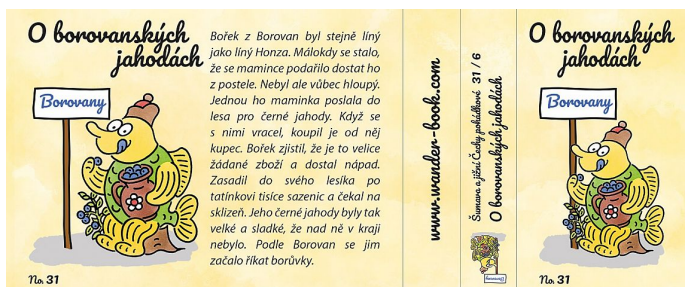 O borovanských
jahodách
Borovany
No. 31
Bořek z Borovan byl stejně líný
jako líný Honza. Málokdy se stalo,
že se mamince podařilo dostat ho
z postele. Nebyl ale vůbec hloupý.
Jednou ho maminka poslala do
lesa pro černé jahody. Když se
s nimi vracel, koupil je od něj
kupec. Bořek zjistil, že je to velice
žádané zboží a dostal nápad.
Zasadil do svého lesíka po
tatínkovi tisíce sazenic a čekal na
sklizeň. Jeho černé jahody byly tak
velké a sladké, že nad ně v kraji
nebylo. Podle Borovan se jim
začalo říkat borůvky.
www.wander-book.com
Šumava a jižní Čechy pohádkové 31 / 6
O borovanských jahodách
Borovany
O borovanských
jahodách
Borovany
No. 31